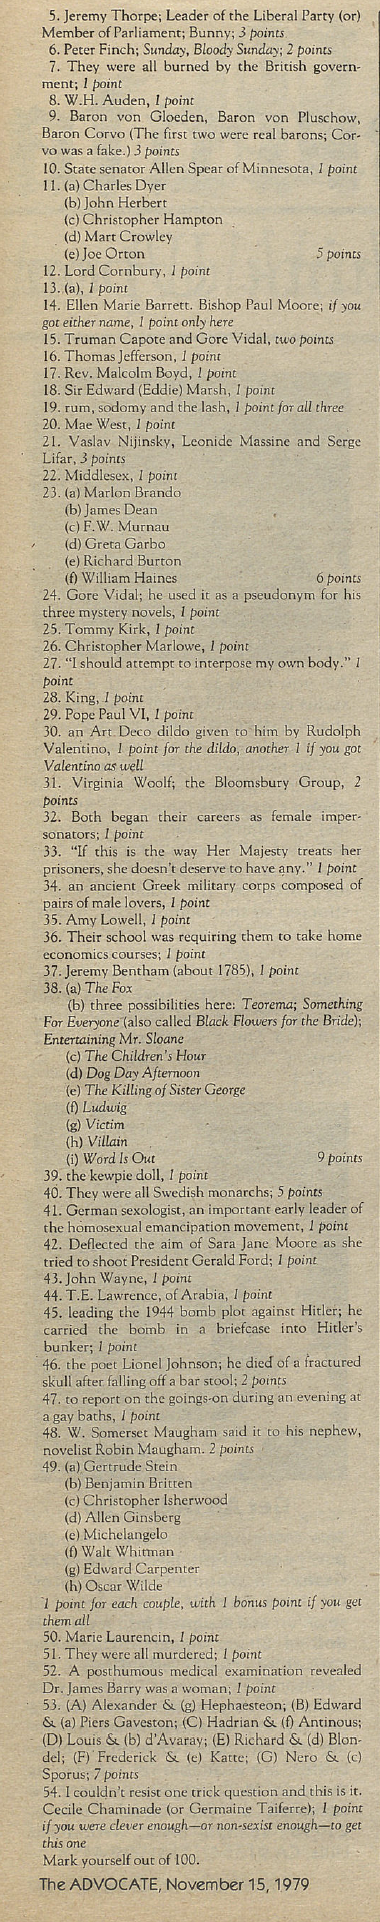 5. Jeremy Thorpe; Leader of the Liberal Party (or)
Member of Parliament; Bunny; 3 points
6. Peter Finch; Sunday, Bloody Sunday; 2 points
7. They were all burned by the British govern-
ment; 1 point
8. W.H. Auden, 1 point
9. Baron von Gloeden, Baron von Pluschow,
Baron Corvo (The first two were real barons; Cor-
vo was a fake.) 3 points
10. State senator Allen Spear of Minnesota, 1 point
11. (a) Charles Dyer
(b) John Herbert
(c) Christopher Hampton
(d) Mart Crowley
(e) Joe Orton 5 points
12. Lord Cornbury, 1 point
13. (a), 1 point
14. Ellen Marie Barrett. Bishop Paul Moore; if you
got either name, 1 point only here
15. Truman Capote and Gore Vidal, two points
16. Thomas Jefferson, 1 point
17. Rev. Malcolm Boyd, 1 point
18. Sir Edward (Eddie) Marsh, 1 point
19. rum, sodomy and the lash, 1 point for all three
20. Mae West, 1 point
21. Vaslav Nijinsky, Leonide Massine and Serge
Lifar, 3 points
22. Middlesex, 1 point
23. (a) Marlon Brando
(b) James Dean
(c) F.W. Murnau
(d) Greta Garbo
(e) Richard Burton
(f) William Haines 6 points
24. Gore Vidal; he used it as a pseudonym for his
three mystery novels, 1 point
25. Tommy Kirk, 1 point
26. Christopher Marlowe, 1 point
27. "I should attempt to interpose my own body." 1
point
28. King, 1 point
29. Pope Paul VI, 1 point
30. an Art Deco dildo given to him by Rudolph
Valentino, 1 point for the dildo, another 1 if you got
Valentino as well
31. Virginia Woolf; the Bloomsbury Group, 2
points
32. Both began their careers as female imper-
sonators; 1 point
33. "If this is the way Her Majesty treats her
prisoners, she doesn't deserve to have any." 1 point
34. an ancient Greek military corps composed of
pairs of male lovers, 1 point
35. Amy Lowell, 1 point
36. Their school was requiring them to take home
economics courses; 1 point
37. Jeremy Bentham (about 1785), 1 point
38. (a) The Fox
(b) three possibilities here: Teorema; Something
For Everyone (also called Black Flowers for the Bride);
Entertaining Mr. Sloane
(c) The Children's Hour
(d) Dog Day Afternoon
(e) The Killing of Sister George
(f) Ludwig
(g) Victim
(h) Villain
(i) Word Is Out 9 points
39. the kewpie doll, 1 point
40. They were all Swedish monarchs; 5 points
41. German sexologist, an important early leader of
the homosexual emancipation movement, 1 point
42. Deflected the aim of Sara Jane Moore as she
tried to shoot President Gerald Ford; 1 point
43. John Wayne, 1 point
44. T.E. Lawrence, of Arabia, 1 point
45. leading the 1944 bomb plot against Hitler; he
carried the bomb in a briefcase into Hitler's
bunker; 1 point
46. the poet Lionel Johnson; he died of a fractured
skull after falling off a bar stool; 2 points
47. to report on the goings-on during an evening at
a gay baths, 1 point
48. W. Somerset Maugham said it to his nephew,
novelist Robin Maugham. 2 points
49. (a) Gertrude Stein
(b) Benjamin Britten
(c) Christopher Isherwood
(d) Allen Ginsberg
(e) Michelangelo
(f) Walt Whitman
(g) Edward Carpenter
(h) Oscar Wilde
1 point for each couple, with 1 bonus point if you get
them all
50. Marie Laurencin, 1 point
51. They were all murdered; 1 point
52. A posthumous medical examination revealed
Dr. James Barry was a woman; 1 point
53. (A) Alexander & (g) Hephaesteon; (B) Edward
& (a) Piers Gaveston; (C) Hadrian & (f) Antinous;
(D) Louis & (b) d'Avaray; (E) Richard & (d) Blon-
del; (F) Frederick & (e) Katte; (G) Nero & (c)
Sporus; 7 points
54. I couldn't resist one trick question and this is it.
Cecile Chaminade (or Germaine Taiferre); 1 point
if you were clever enough—or non-sexist enough—to get
this one
Mark yourself out of 100.
The ADVOCATE, November 15, 1979